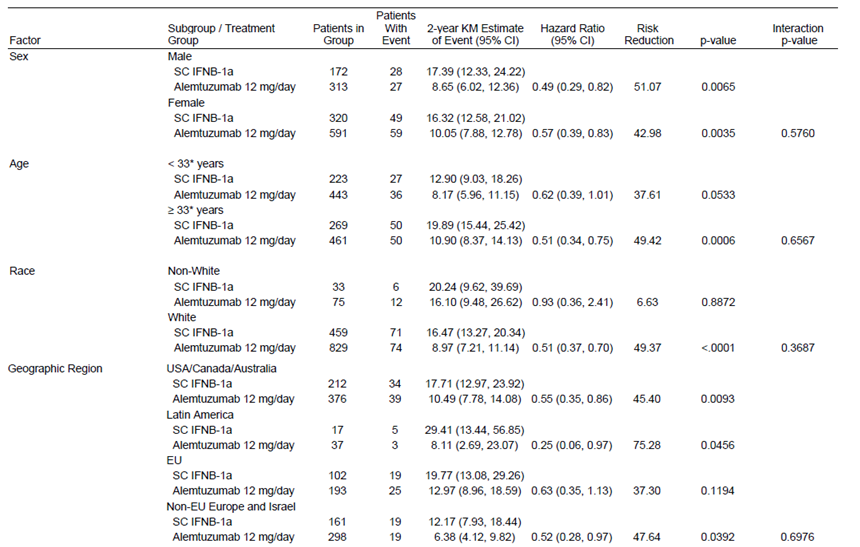 Factor Subgroup / Treatment Group Patients in Group Patients With Event 2-year KM Estimate of Event (95% CI) Hazard Ratio (95% CI) Risk Reduction p-value Interaction p-value
Sex Male
SC IFNB-1a 172 28 17.39 (12.33, 24.22)
Alemtuzumab 12 mg/day 313 27 8.65 (6.02, 12.36) 0.49 (0.29, 0.82) 51.07 0.0065
Female
SC IFNB-1a 320 49 16.32 (12.58, 21.02)
Alemtuzumab 12 mg/day 591 59 10.05 (7.88, 12.78) 0.57 (0.39, 0.83) 42.98 0.0035 0.5760
Age < 33* years
SC IFNB-1a 223 27 12.90 (9.03, 18.26)
Alemtuzumab 12 mg/day 443 36 8.17 (5.96, 11.15) 0.62 (0.39, 1.01) 37.61 0.0533
≥ 33* years
SC IFNB-1a 269 50 19.89 (15.44, 25.42)
Alemtuzumab 12 mg/day 461 50 10.90 (8.37, 14.13) 0.51 (0.34, 0.75) 49.42 0.0006 0.6567
Race Non-White
SC IFNB-1a 33 6 20.24 (9.62, 39.69)
Alemtuzumab 12 mg/day 75 12 16.10 (9.48, 26.62) 0.93 (0.36, 2.41) 6.63 0.8872
White
SC IFNB-1a 459 71 16.47 (13.27, 20.34)
Alemtuzumab 12 mg/day 829 74 8.97 (7.21, 11.14) 0.51 (0.37, 0.70) 49.37 <.0001 0.3687
Geographic Region USA/Canada/Australia
SC IFNB-1a 212 34 17.71 (12.97, 23.92)
Alemtuzumab 12 mg/day 376 39 10.49 (7.78, 14.08) 0.55 (0.35, 0.86) 45.40 0.0093
Latin America
SC IFNB-1a 17 5 29.41 (13.44, 56.85)
Alemtuzumab 12 mg/day 37 3 8.11 (2.69, 23.07) 0.25 (0.06, 0.97) 75.28 0.0456
EU
SC IFNB-1a 102 19 19.77 (13.08, 29.26)
Alemtuzumab 12 mg/day 193 25 12.97 (8.96, 18.59) 0.63 (0.35, 1.13) 37.30 0.1194
Non-EU Europe and Israel
SC IFNB-1a 161 19 12.17 (7.93, 18.44)
Alemtuzumab 12 mg/day 298 19 6.38 (4.12, 9.82) 0.52 (0.28, 0.97) 47.64 0.0392 0.6976